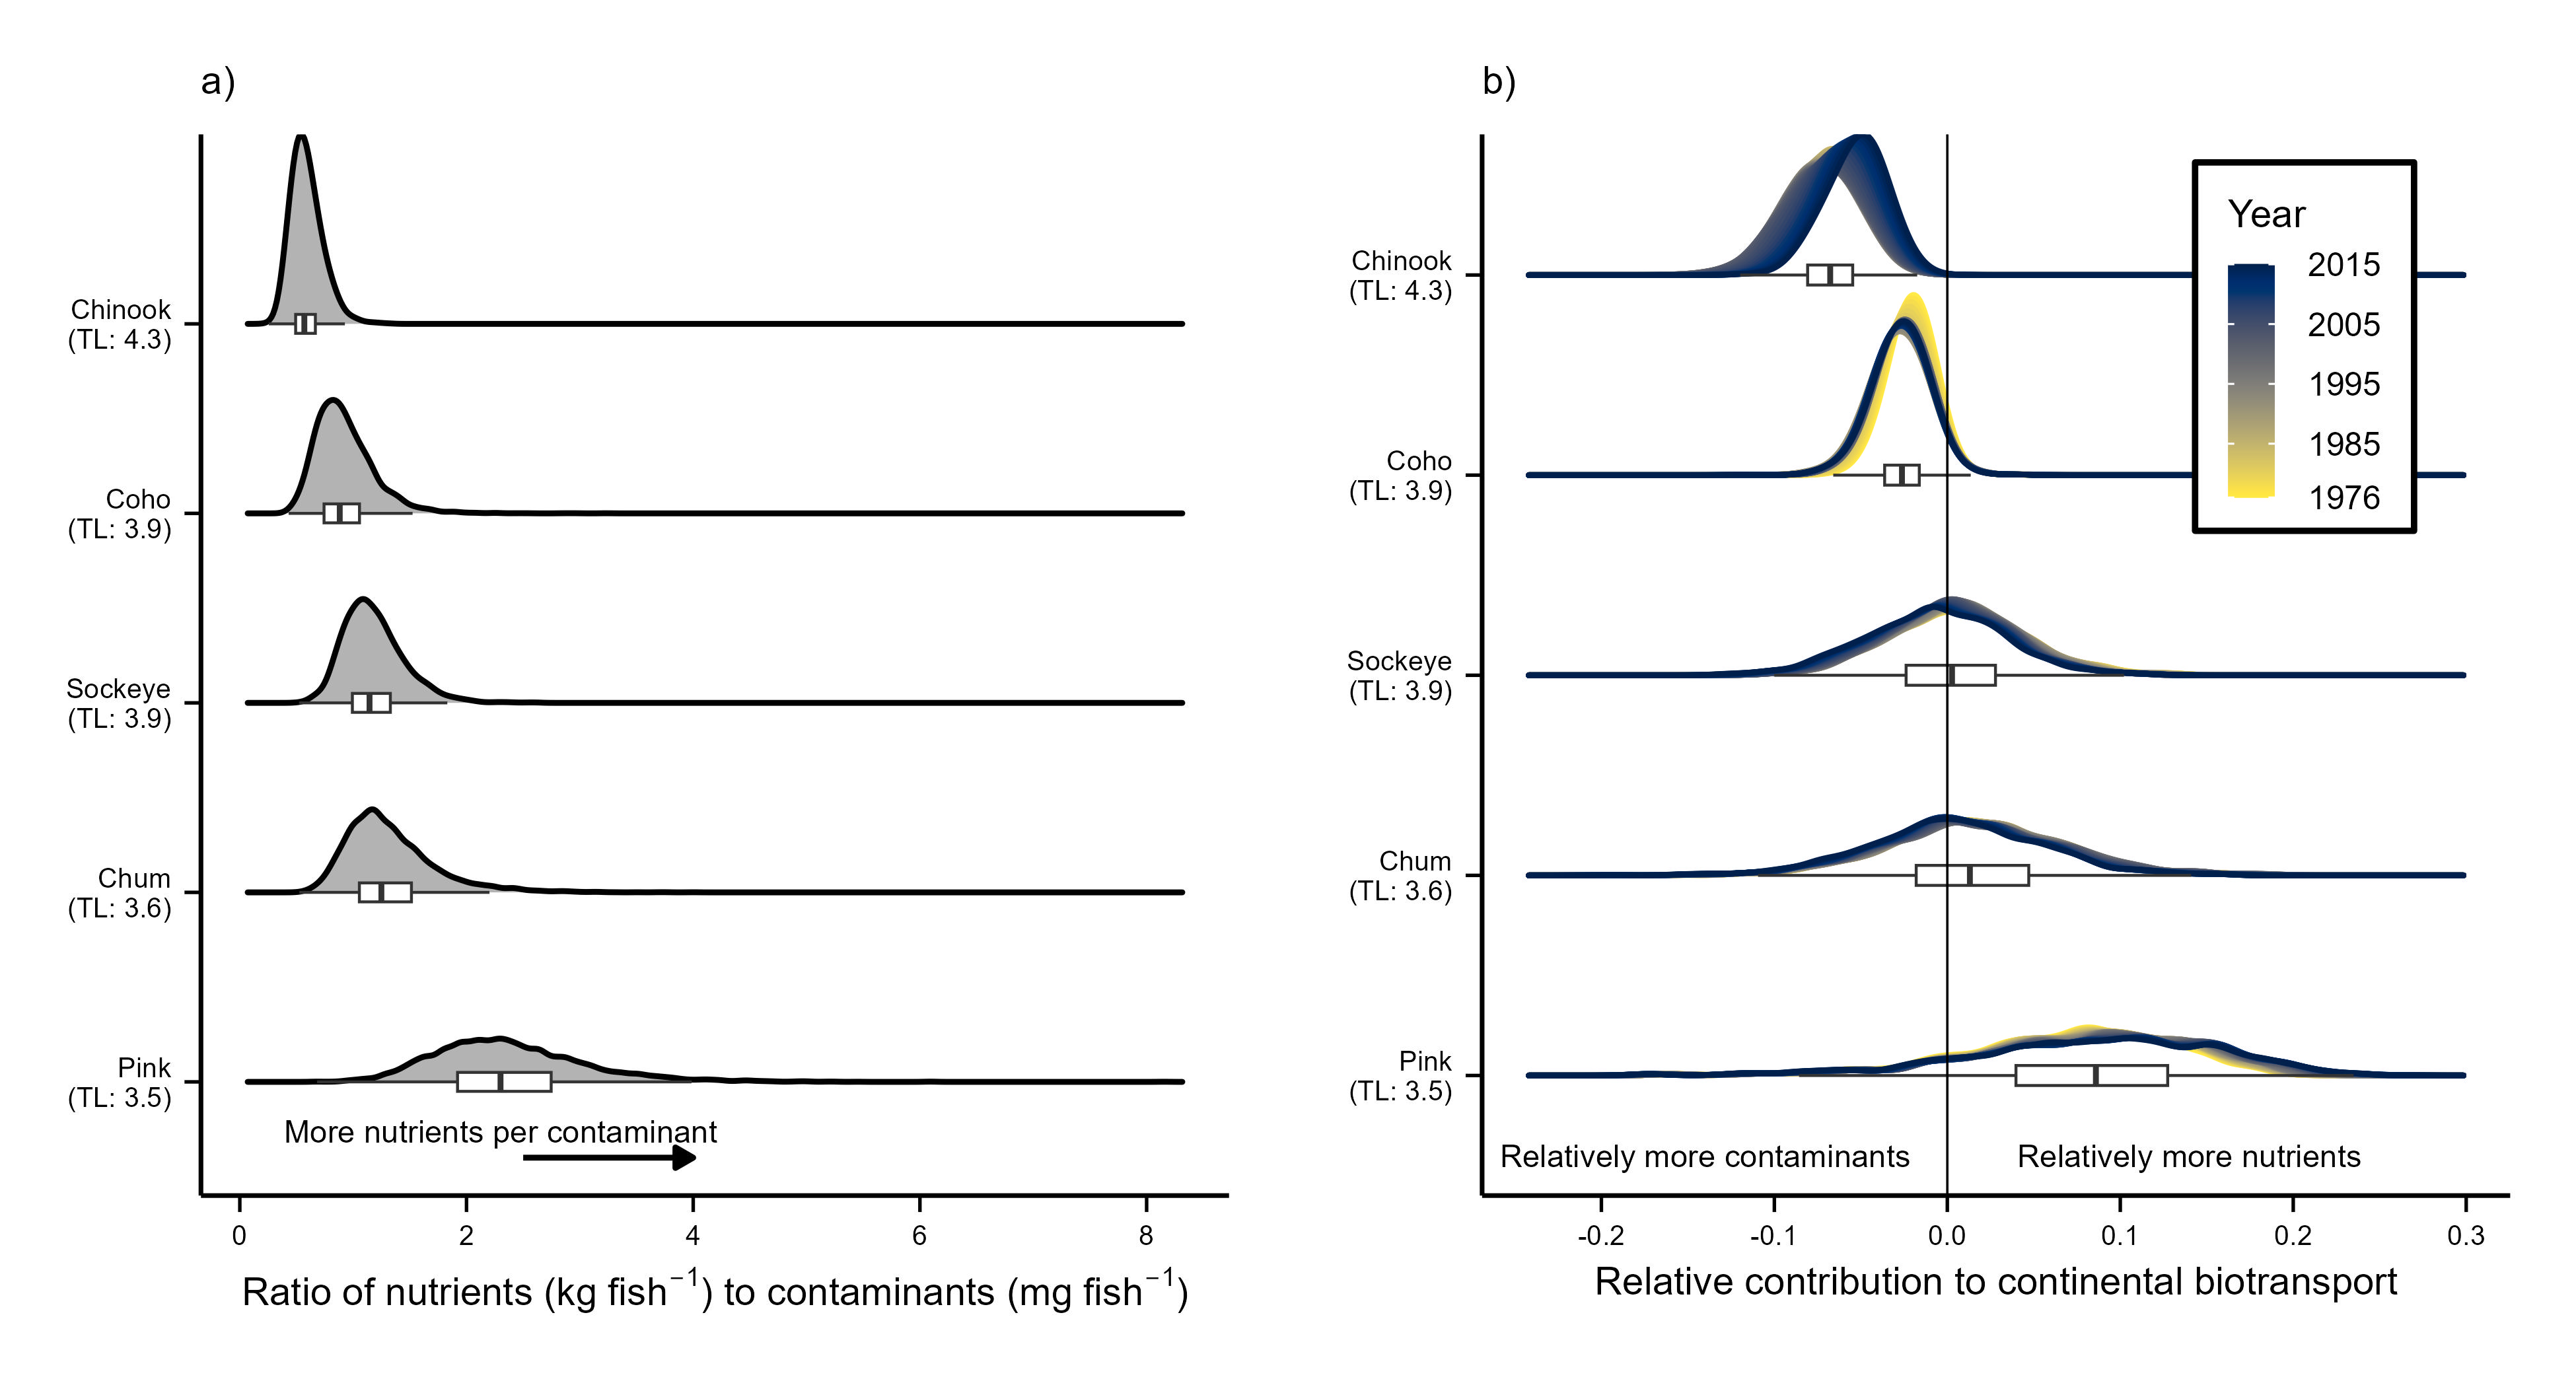 a)
Chinook
(TL: 4.3)
Coho
(TL: 3.9)
Sockeye
(TL: 3.9)
Chum
(TL: 3.6)
Pink
(TL: 3.5)
More nutrients per contaminant
0 2 4 6 8
Ratio of nutrients (kg fish⁻¹) to contaminants (mg fish⁻¹)
b)
Chinook
(TL: 4.3)
Coho
(TL: 3.9)
Sockeye
(TL: 3.9)
Chum
(TL: 3.6)
Pink
(TL: 3.5)
Year
2015
2005
1995
1985
1976
Relatively more contaminants
Relatively more nutrients
-0.2 -0.1 0.0 0.1 0.2 0.3
Relative contribution to continental biotransport